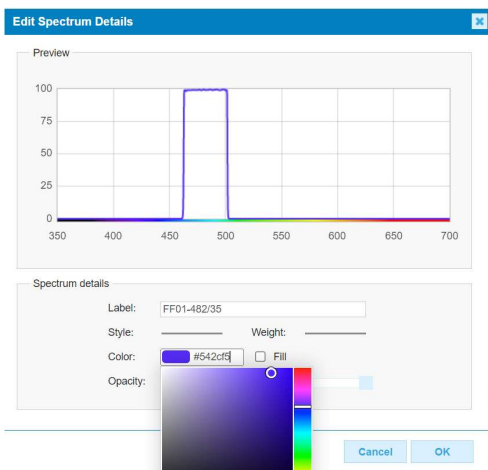 Edit Spectrum Details
Preview
100
75
50
25
0
350 400 450 500 550 600 650 700
Spectrum details
Label: FF01-482/35
Style: Weight:
Color: #542cf5 Fill
Opacity:
Cancel OK